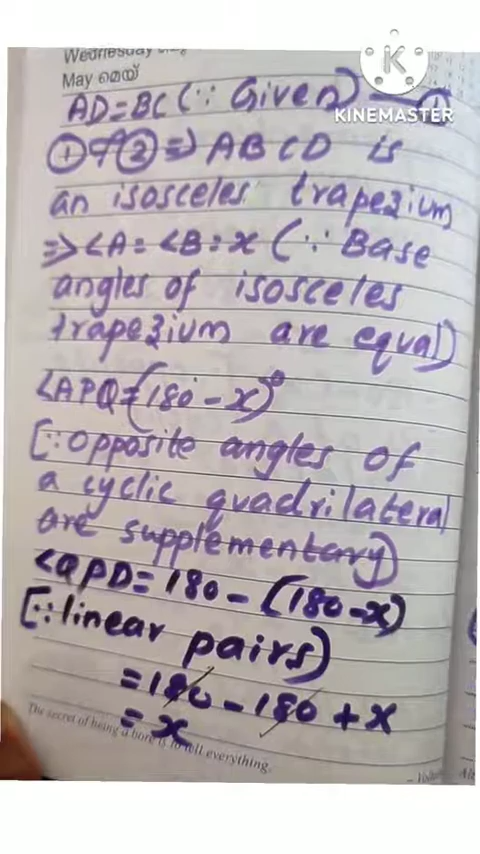 Wednesday
May മെയ്
KINEMASTER
AD=BC (∵ Given) — ①
① & ② ⇒ ABCD is
an isosceles trapezium
⇒ ∠A = ∠B = x (∵ Base
angles of isosceles
trapezium are equal)
∠APQ = (180 - x)°
[∵ opposite angles of
a cyclic quadrilateral
are supplementary)
∠QPD = 180 - (180-x)
[∵ linear pairs)
= 180 - 180 + x
= x
The secret of being a bore is to tell everything.